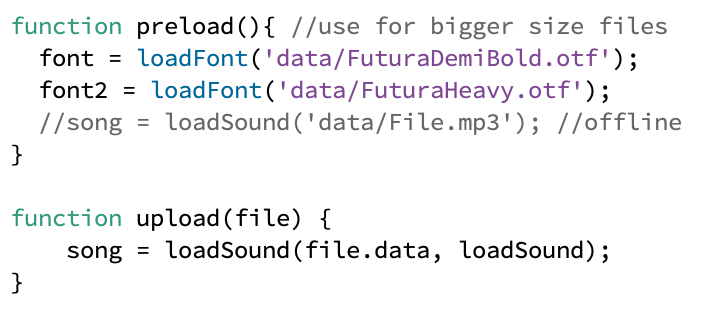 function preload(){ //use for bigger size files
  font = loadFont('data/FuturaDemiBold.otf');
  font2 = loadFont('data/FuturaHeavy.otf');
  //song = loadSound('data/File.mp3'); //offline
}

function upload(file) {
    song = loadSound(file.data, loadSound);
}